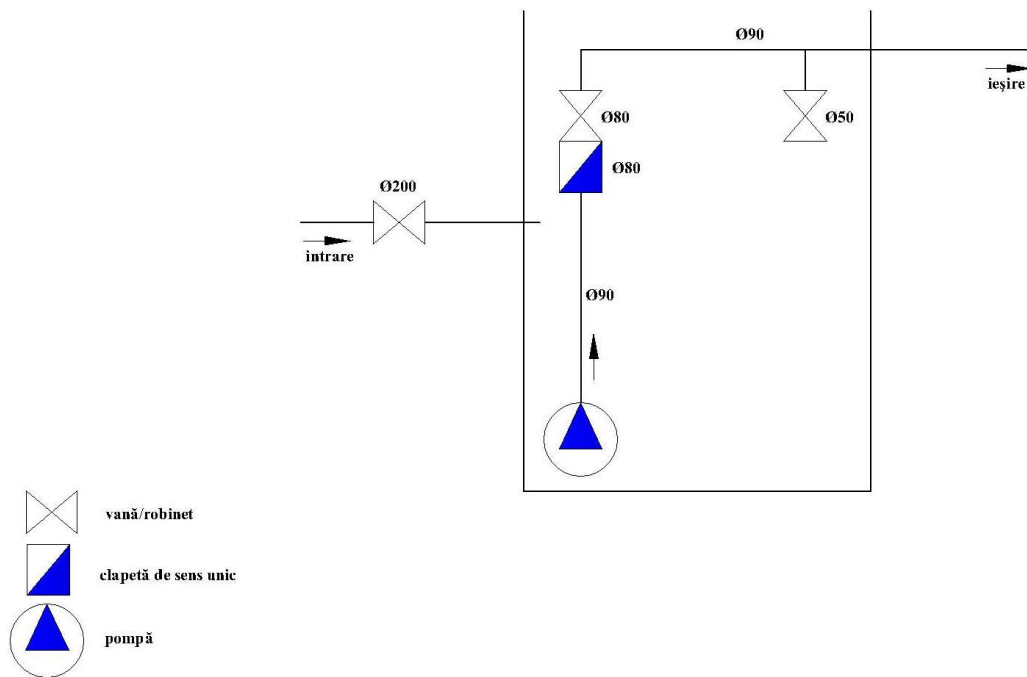 Ø90
ieşire
Ø80
Ø50
Ø80
Ø200
intrare
Ø90
vană/robinet
clapetă de sens unic
pompă